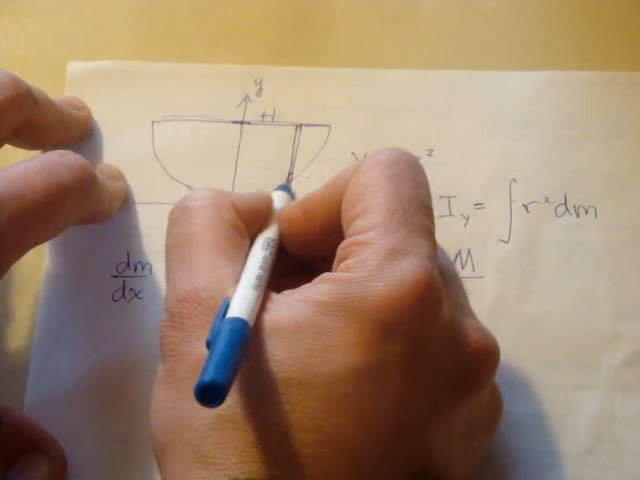 y
H
I_y = ∫r²dm
dm/dx
M